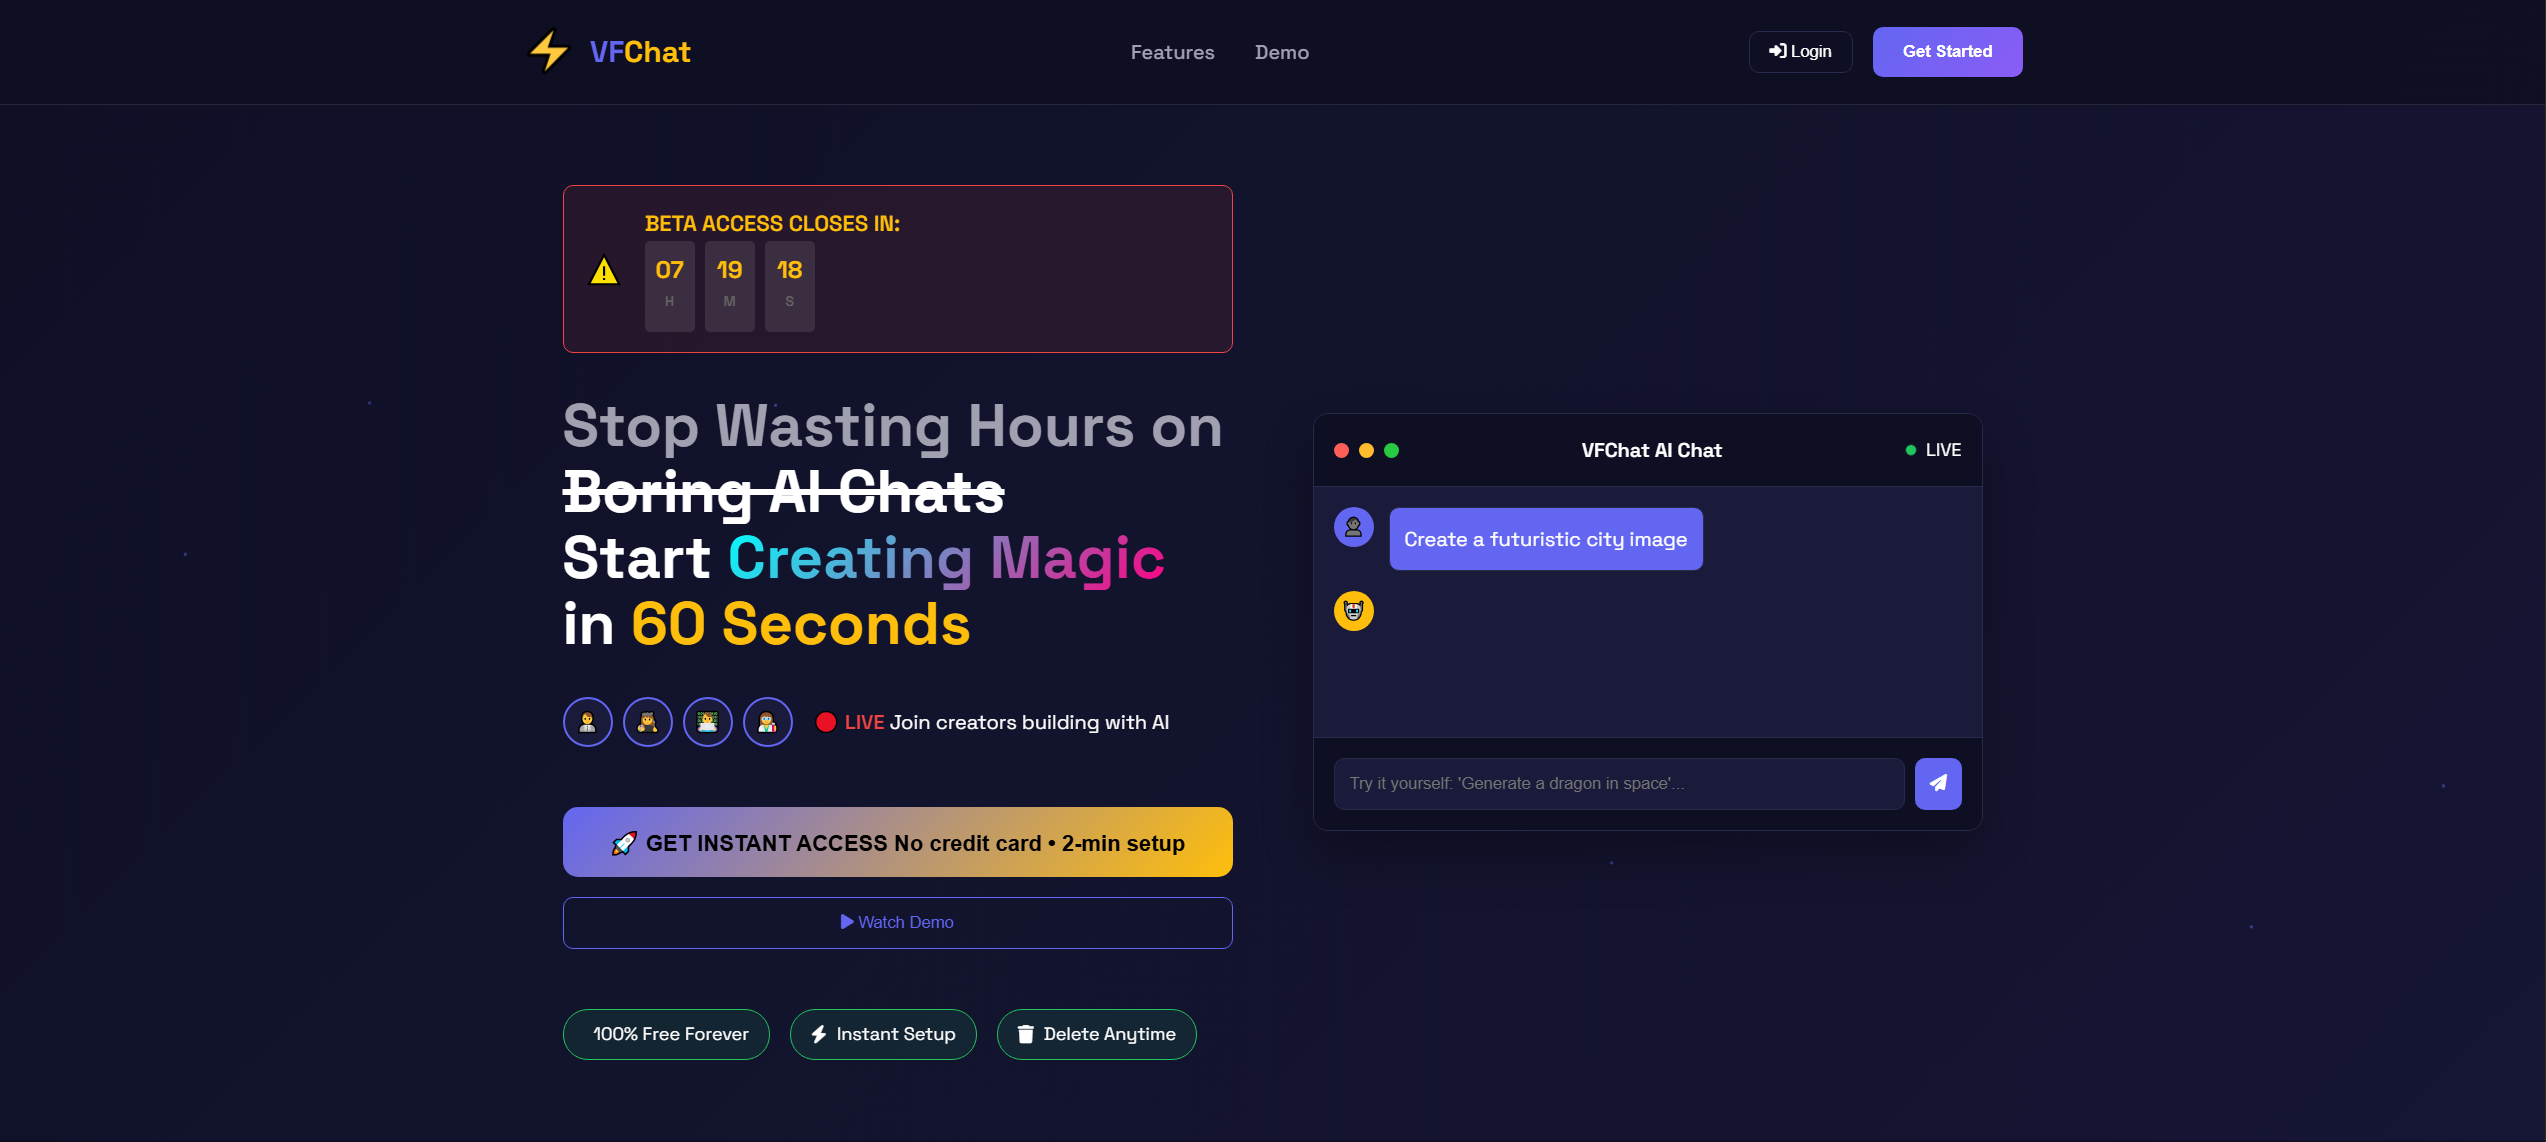 VFChat
Features
Demo
Login
Get Started
BETA ACCESS CLOSES IN:
07 19 18
H M S
Stop Wasting Hours on
Boring AI Chats
Start Creating Magic
in 60 Seconds
LIVE Join creators building with AI
GET INSTANT ACCESS No credit card • 2-min setup
Watch Demo
100% Free Forever
Instant Setup
Delete Anytime
VFChat AI Chat
LIVE
Create a futuristic city image
Try it yourself: 'Generate a dragon in space'...